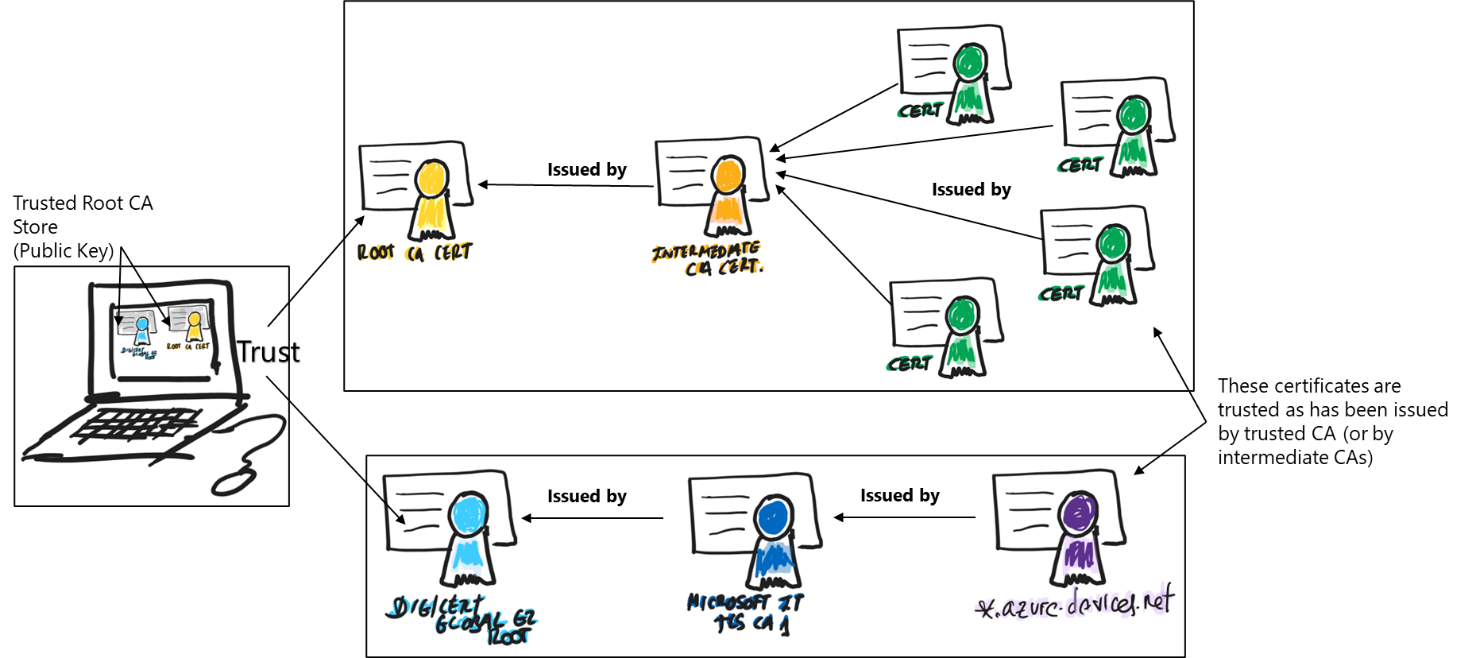 CERT
CERT
Issued by
Issued by
Trusted Root CA
Store
(Public Key)
ROOT CA CERT
INTERMEDIATE
CA CERT.
CERT
CERT
DIGICERT
GLOBAL G2
ROOT
ROOT CA CERT
Trust
These certificates are
trusted as has been issued
by trusted CA (or by
intermediate CAs)
Issued by
Issued by
DIGICERT
GLOBAL G2
ROOT
MICROSOFT IT
TLS CA 1
*.azure-devices.net